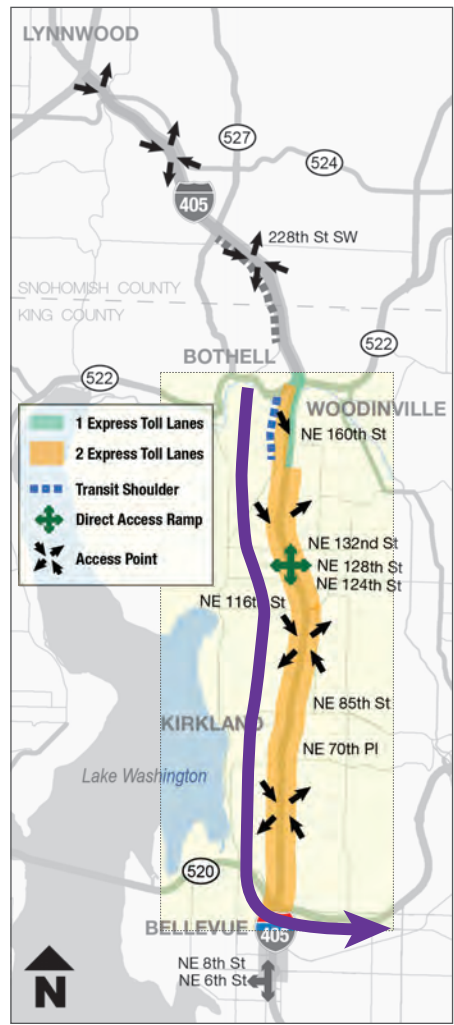 LYNNWOOD
527
524
405
228th St SW
SNOHOMISH COUNTY
KING COUNTY
522
BOTHELL
522
WOODINVILLE
1 Express Toll Lanes
2 Express Toll Lanes
Transit Shoulder
Direct Access Ramp
Access Point
NE 160th St
NE 132nd St
NE 128th St
NE 124th St
NE 116th St
NE 85th St
KIRKLAND
NE 70th Pl
Lake Washington
520
BELLEVUE
405
NE 8th St
NE 6th St
N